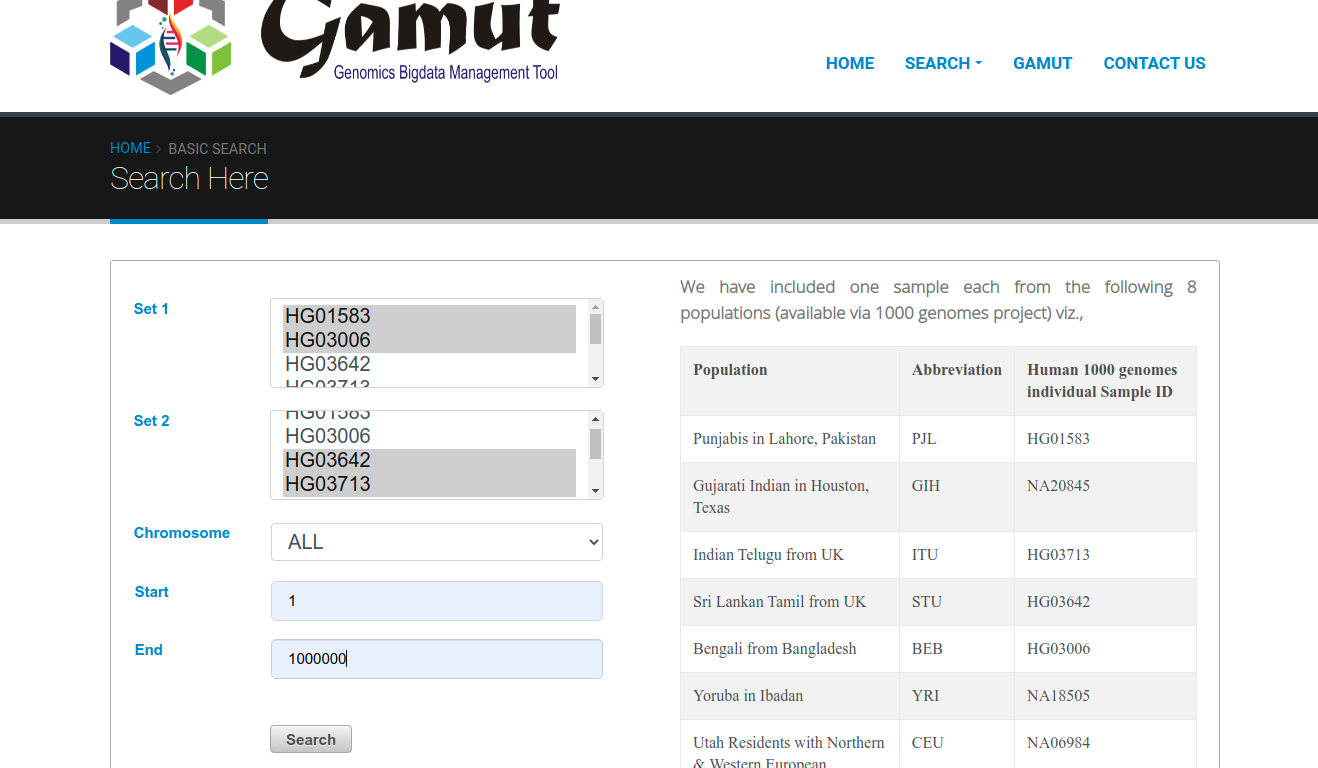 Gamut
Genomics Bigdata Management Tool
HOME SEARCH GAMUT CONTACT US
HOME > BASIC SEARCH
Search Here
Set 1
HG01583
HG03006
HG03642
HG03713
Set 2
HG01583
HG03006
HG03642
HG03713
Chromosome
ALL
Start
1
End
1000000
Search
We have included one sample each from the following 8
populations (available via 1000 genomes project) viz.,
Population Abbreviation Human 1000 genomes
individual Sample ID
Punjabis in Lahore, Pakistan PJL HG01583
Gujarati Indian in Houston, GIH NA20845
Texas
Indian Telugu from UK ITU HG03713
Sri Lankan Tamil from UK STU HG03642
Bengali from Bangladesh BEB HG03006
Yoruba in Ibadan YRI NA18505
Utah Residents with Northern CEU NA06984
& Western European